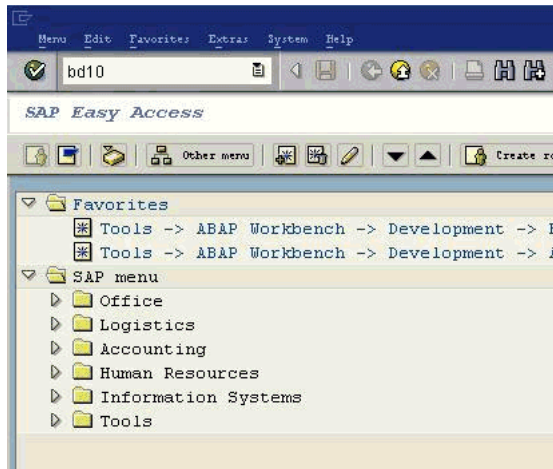 Menu Edit Favorites Extras System Help
bd10
SAP Easy Access
Other menu Create
Favorites
Tools -> ABAP Workbench -> Development ->
Tools -> ABAP Workbench -> Development ->
SAP menu
Office
Logistics
Accounting
Human Resources
Information Systems
Tools